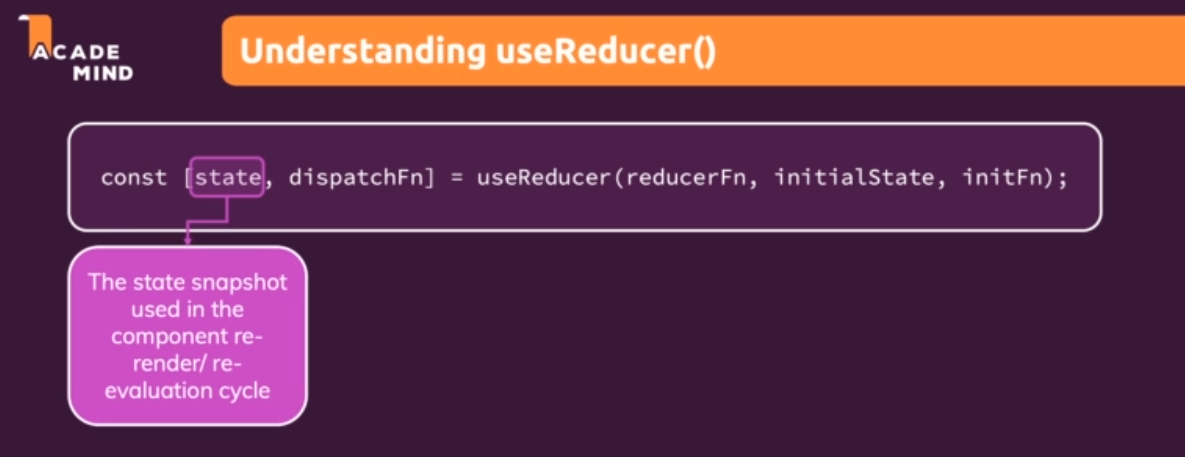 ACADE
MIND
Understanding useReducer()
const [state, dispatchFn] = useReducer(reducerFn, initialState, initFn);
The state snapshot
used in the
component re-
render/ re-
evaluation cycle